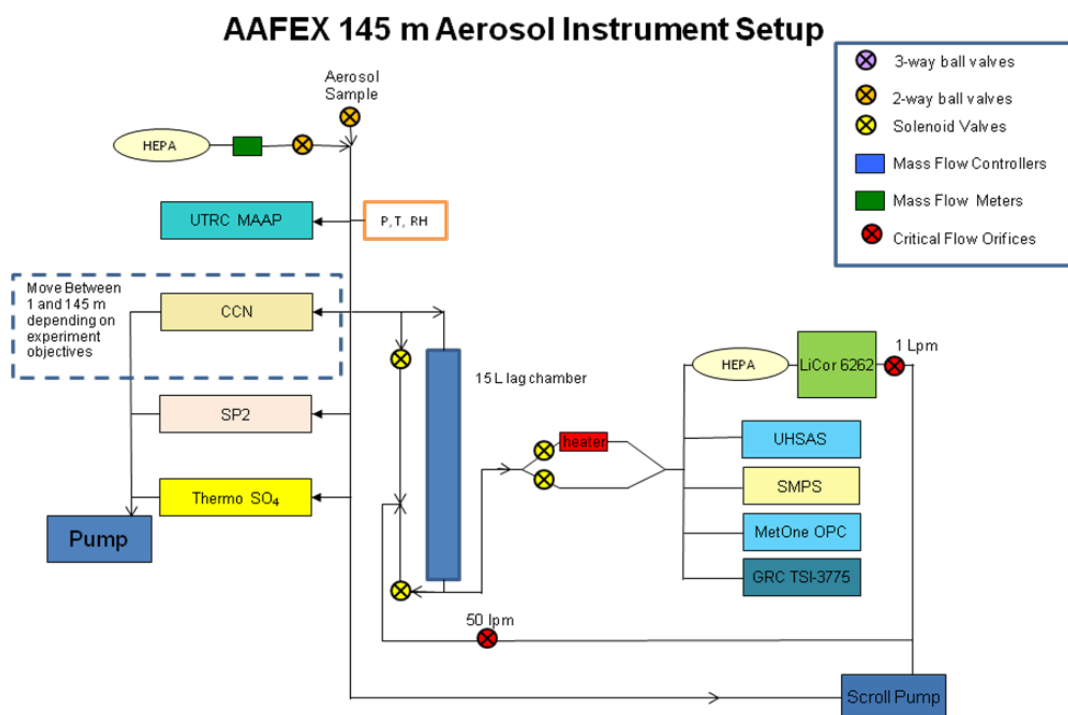 AAFEX 145 m Aerosol Instrument Setup
3-way ball valves
2-way ball valves
Solenoid Valves
Mass Flow Controllers
Mass Flow Meters
Critical Flow Orifices
Aerosol
Sample
HEPA
UTRC MAAP
P, T, RH
Move Between
1 and 145 m
depending on
experiment
objectives
CCN
SP2
Thermo SO₄
Pump
15 L lag chamber
heater
HEPA
LiCor 6262
1 Lpm
UHSAS
SMPS
MetOne OPC
GRC TSI-3775
50 lpm
Scroll Pump